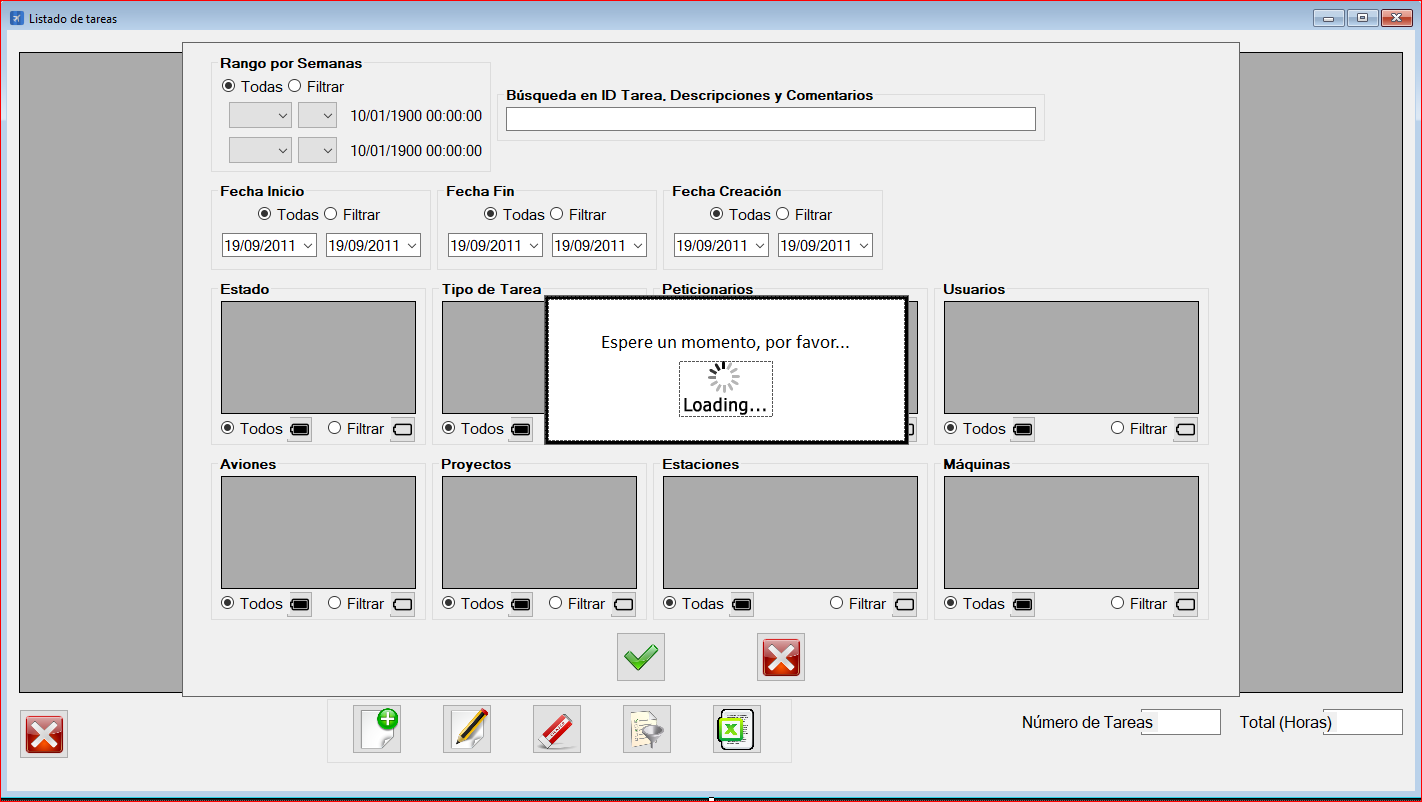 Listado de tareas
Rango por Semanas
Todas Filtrar
10/01/1900 00:00:00
10/01/1900 00:00:00
Búsqueda en ID Tarea, Descripciones y Comentarios
Fecha Inicio Fecha Fin Fecha Creación
Todas Filtrar Todas Filtrar Todas Filtrar
19/09/2011 19/09/2011 19/09/2011 19/09/2011 19/09/2011 19/09/2011
Estado Tipo de Tarea Peticionarios Usuarios
Espere un momento, por favor...
Loading...
Todos Filtrar Todos Todos Filtrar
Aviones Proyectos Estaciones Máquinas
Todos Filtrar Todos Filtrar Todas Filtrar Todas Filtrar
Número de Tareas Total (Horas)